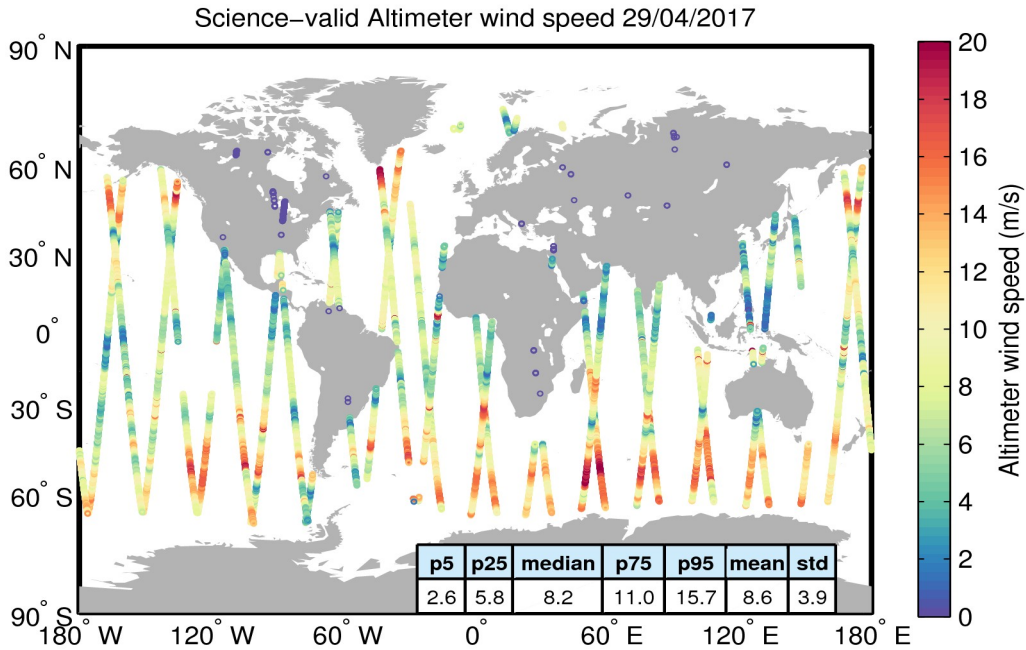 Science−valid Altimeter wind speed 29/04/2017
90° N
60° N
30° N
0°
30° S
60° S
90° S
180° W
120° W
60° W
0°
60° E
120° E
180° E
p5 p25 median p75 p95 mean std
2.6 5.8 8.2 11.0 15.7 8.6 3.9
20
18
16
14
12
10
8
6
4
2
0
Altimeter wind speed (m/s)